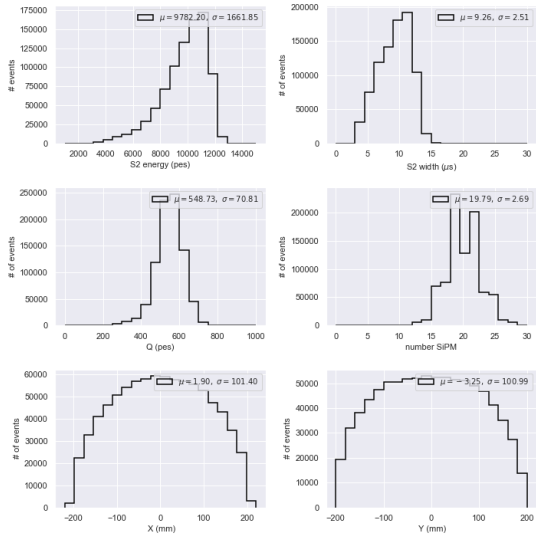 μ = 9782.20, σ = 1661.85
# of events
175000
150000
125000
100000
75000
50000
25000
0
2000 4000 6000 8000 10000 12000 14000
S2 energy (pes)
μ = 9.26, σ = 2.51
# of events
200000
150000
100000
50000
0
0 5 10 15 20 25 30
S2 width (μs)
μ = 548.73, σ = 70.81
# of events
250000
200000
150000
100000
50000
0
0 200 400 600 800 1000
Q (pes)
μ = 19.79, σ = 2.69
# of events
200000
150000
100000
50000
0
0 5 10 15 20 25 30
number SiPM
μ = 1.90, σ = 101.40
# of events
60000
50000
40000
30000
20000
10000
0
−200 −100 0 100 200
X (mm)
μ = −3.25, σ = 100.99
# of events
50000
40000
30000
20000
10000
0
−200 −100 0 100 200
Y (mm)